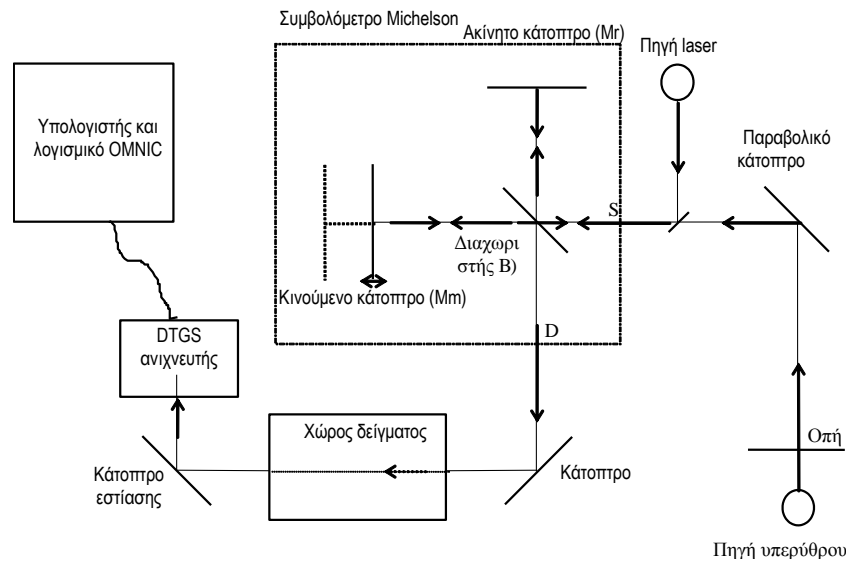 Συμβολόμετρο Michelson
Ακίνητο κάτοπτρο (Mr)
Πηγή laser
Υπολογιστής και
λογισμικό OMNIC
Παραβολικό
κάτοπτρο
S
Διαχωρι
στής Β)
Κινούμενο κάτοπτρο (Mm)
D
DTGS
ανιχνευτής
Χώρος δείγματος
Οπή
Κάτοπτρο
εστίασης
Κάτοπτρο
Πηγή υπερύθρου